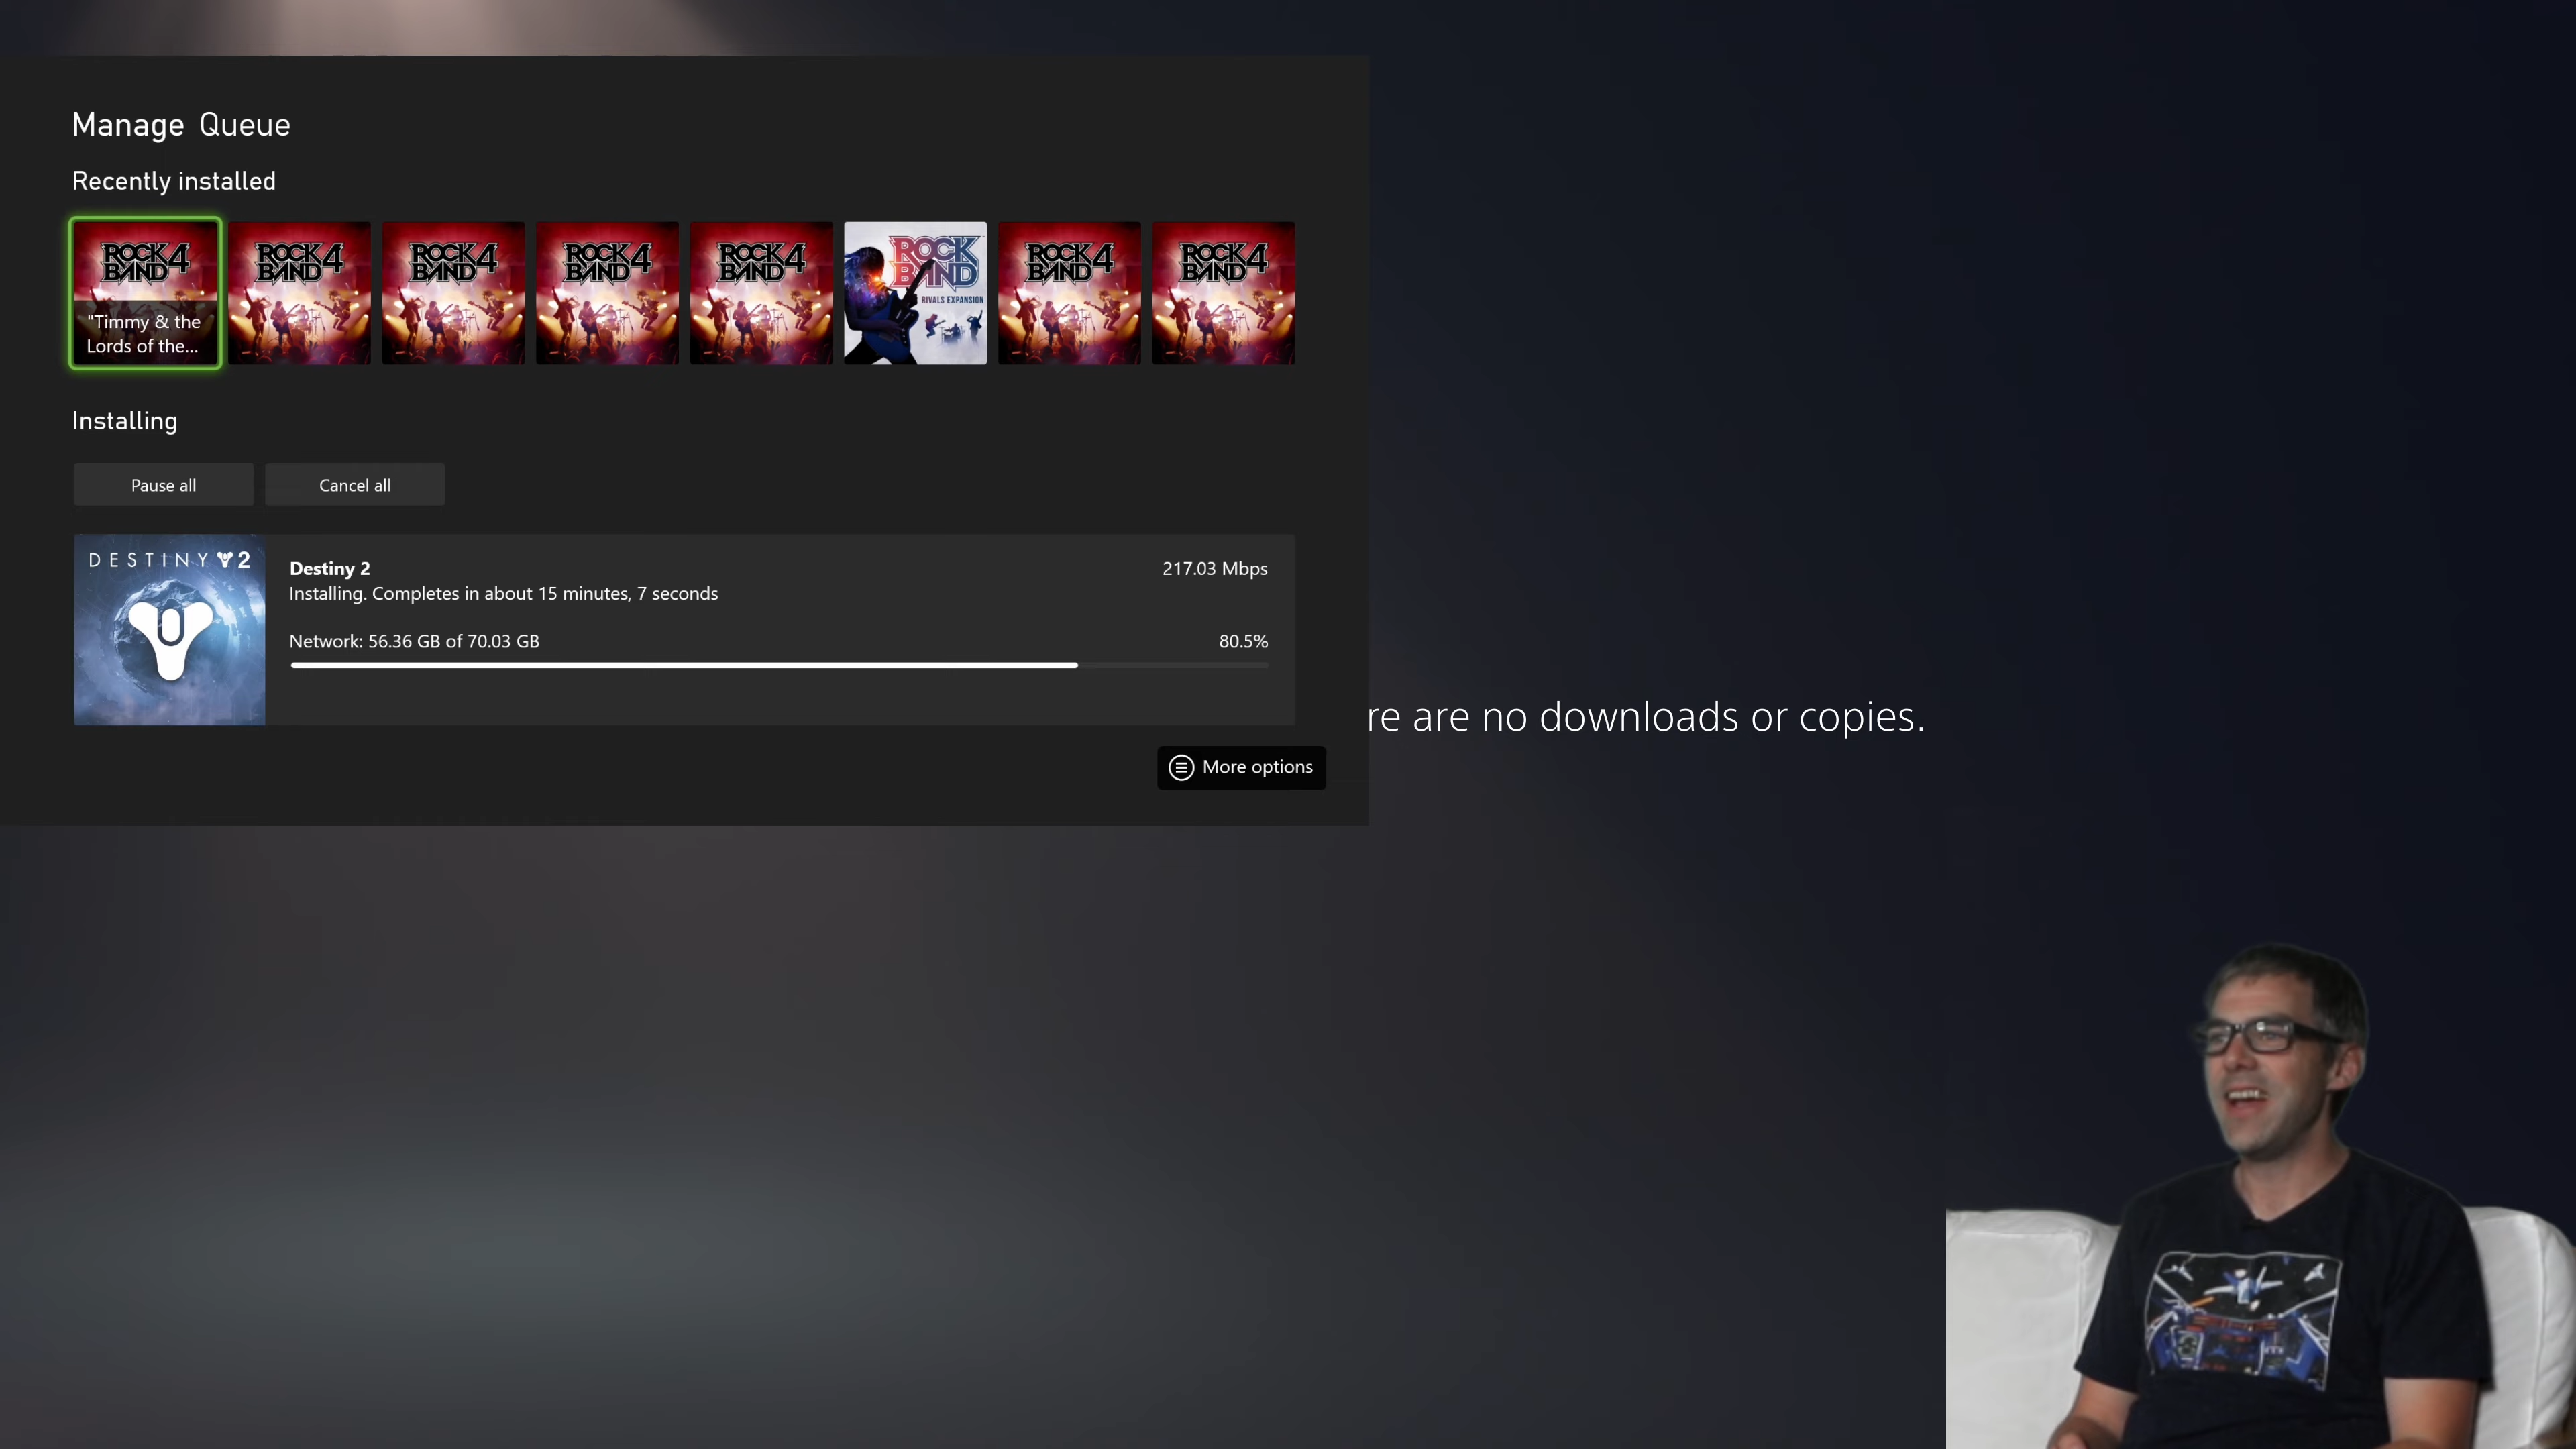 Manage Queue
Recently installed
ROCK BAND 4
ROCK BAND 4
ROCK BAND 4
ROCK BAND 4
ROCK BAND 4
ROCK BAND
RIVALS EXPANSION
ROCK BAND 4
ROCK BAND 4
"Timmy & the
Lords of the...
Installing
Pause all
Cancel all
DESTINY 2
Destiny 2
217.03 Mbps
Installing. Completes in about 15 minutes, 7 seconds
Network: 56.36 GB of 70.03 GB
80.5%
re are no downloads or copies.
More options